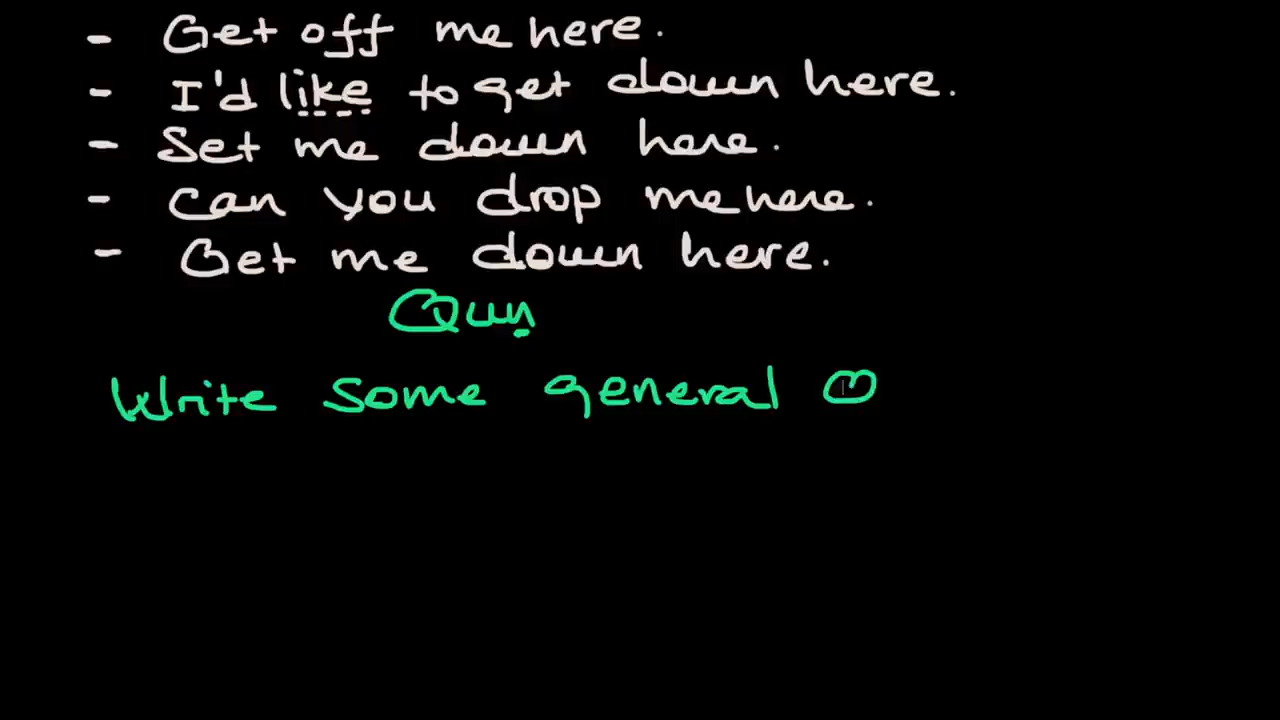 - Get off me here.
- I'd like to get down here.
- Set me down here.
- Can you drop me here.
- Get me down here.
Write some general